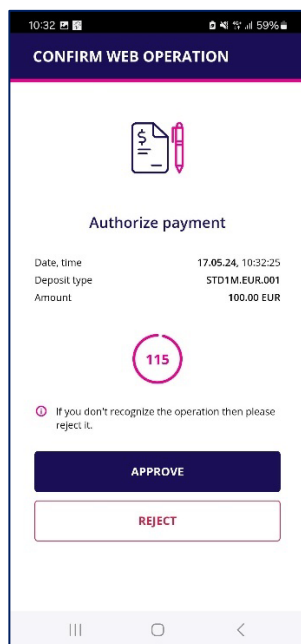 10:32 59%
CONFIRM WEB OPERATION
$
Authorize payment
Date, time 17.05.24, 10:32:25
Deposit type STD1M.EUR.001
Amount 100.00 EUR
115
If you don't recognize the operation then please
reject it.
APPROVE
REJECT